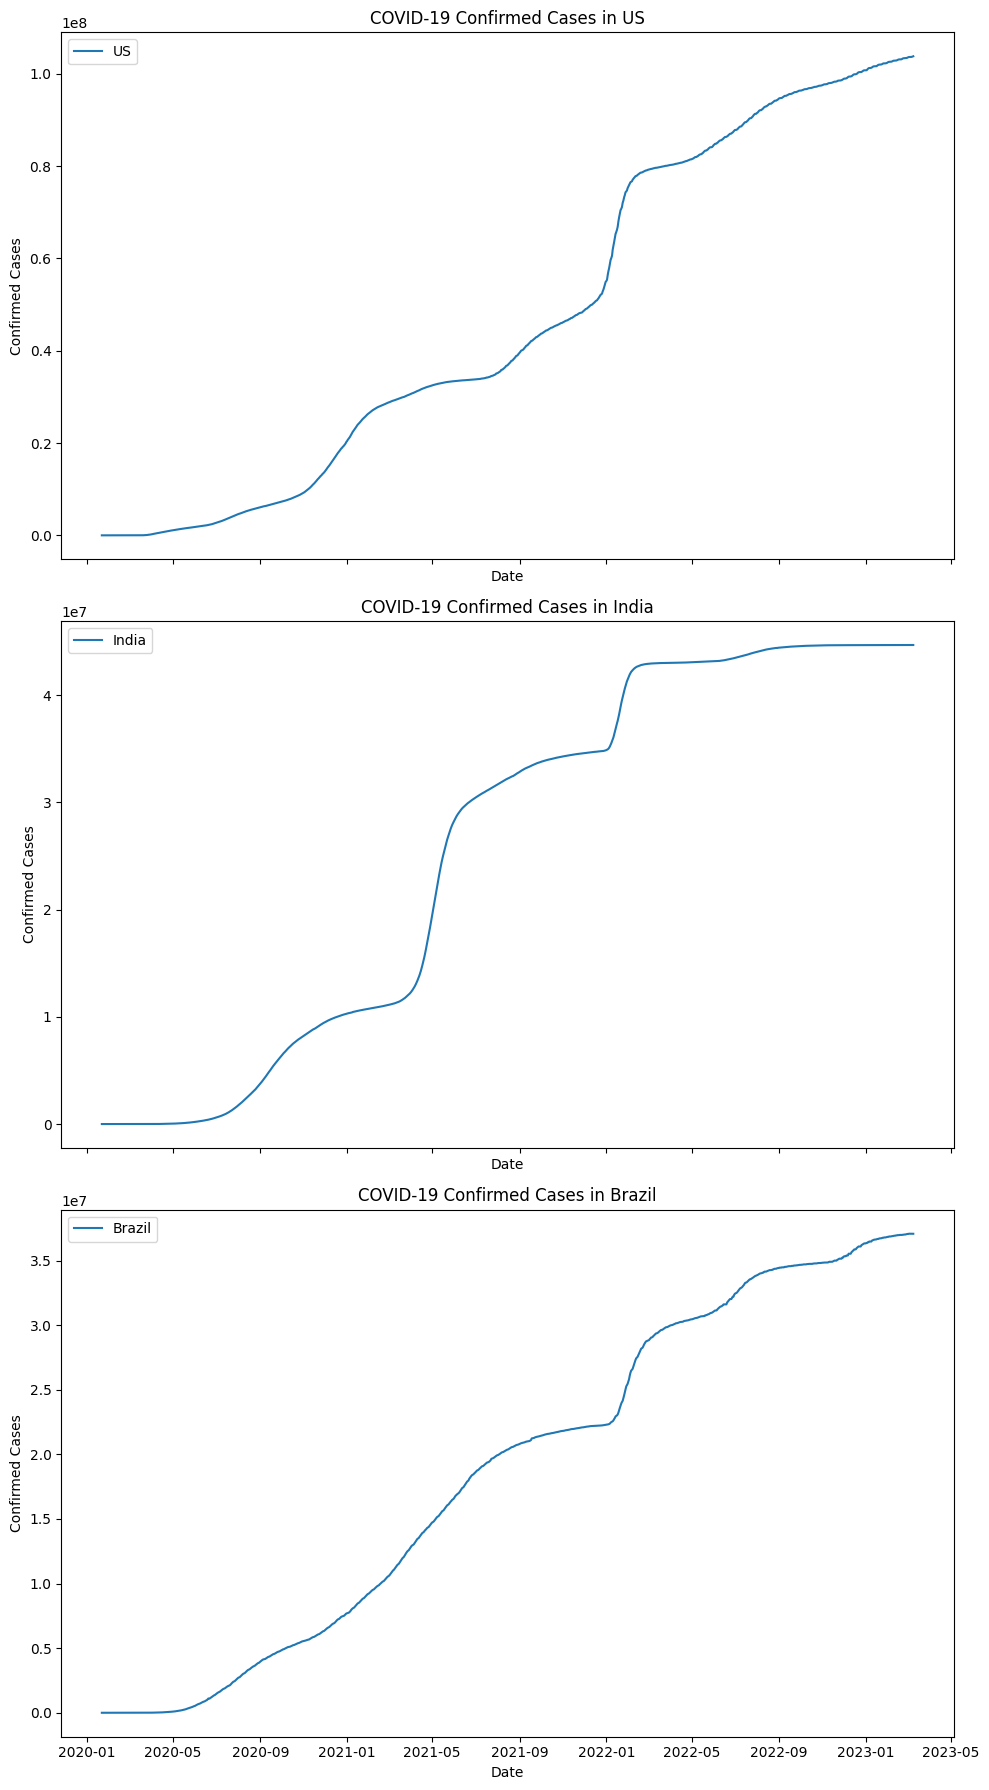 COVID-19 Confirmed Cases in US
1e8
US
1.0
0.8
0.6
0.4
0.2
0.0
Confirmed Cases
Date
COVID-19 Confirmed Cases in India
1e7
India
4
3
2
1
0
Confirmed Cases
Date
COVID-19 Confirmed Cases in Brazil
1e7
Brazil
3.5
3.0
2.5
2.0
1.5
1.0
0.5
0.0
Confirmed Cases
2020-01 2020-05 2020-09 2021-01 2021-05 2021-09 2022-01 2022-05 2022-09 2023-01 2023-05
Date